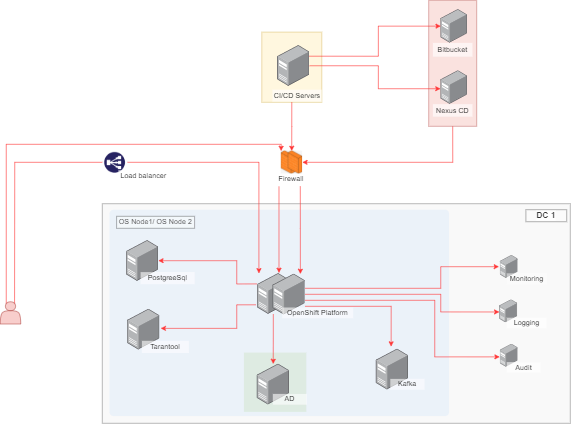 Bitbucket
CI/CD Servers
Nexus CD
Load balancer
Firewall
DC 1
OS Node1/ OS Node 2
PostgreeSql
Monitoring
OpenShift Platform
Logging
Tarantool
Audit
Kafka
AD